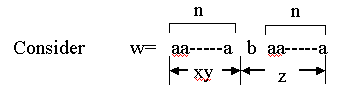 n n
Consider w= aa-----a b aa-----a
xy z